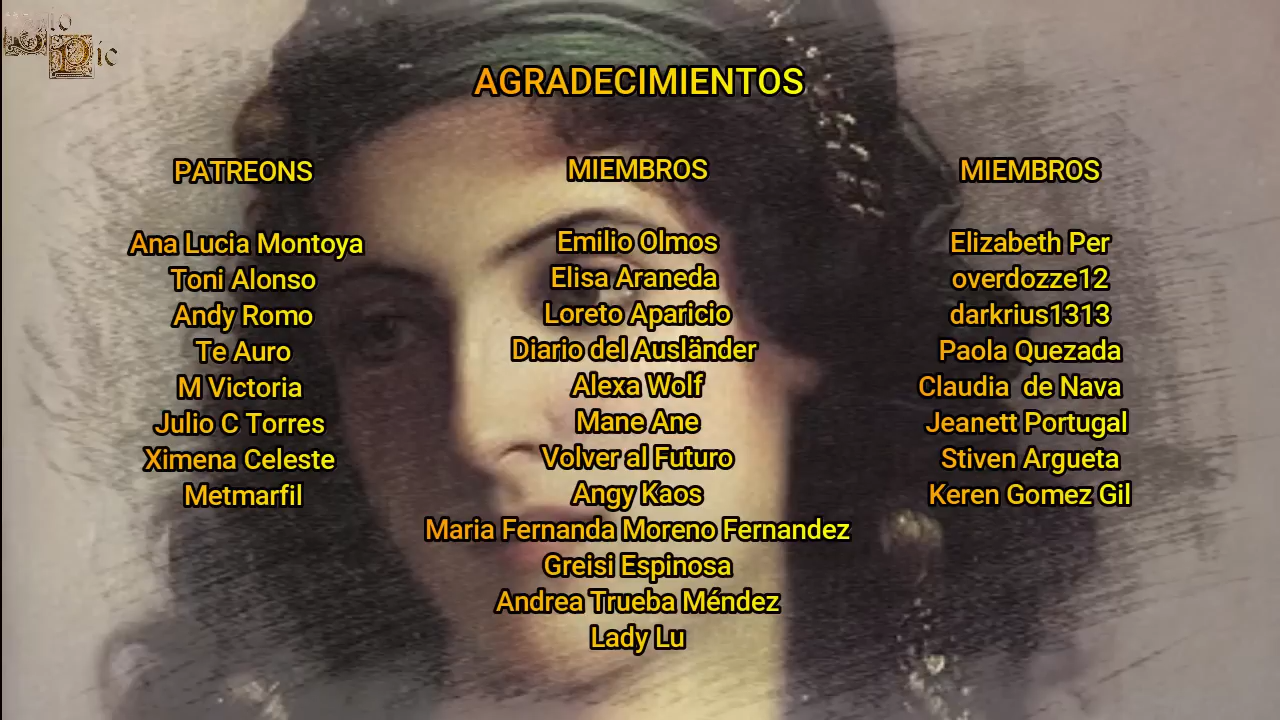 AGRADECIMIENTOS
PATREONS
Ana Lucia Montoya
Toni Alonso
Andy Romo
Te Auro
M Victoria
Julio C Torres
Ximena Celeste
Metmarfil
MIEMBROS
Emilio Olmos
Elisa Araneda
Loreto Aparicio
Diario del Ausländer
Alexa Wolf
Mane Ane
Volver al Futuro
Angy Kaos
Maria Fernanda Moreno Fernandez
Greisi Espinosa
Andrea Trueba Méndez
Lady Lu
MIEMBROS
Elizabeth Per
overdozze12
darkrius1313
Paola Quezada
Claudia de Nava
Jeanett Portugal
Stiven Argueta
Keren Gomez Gil